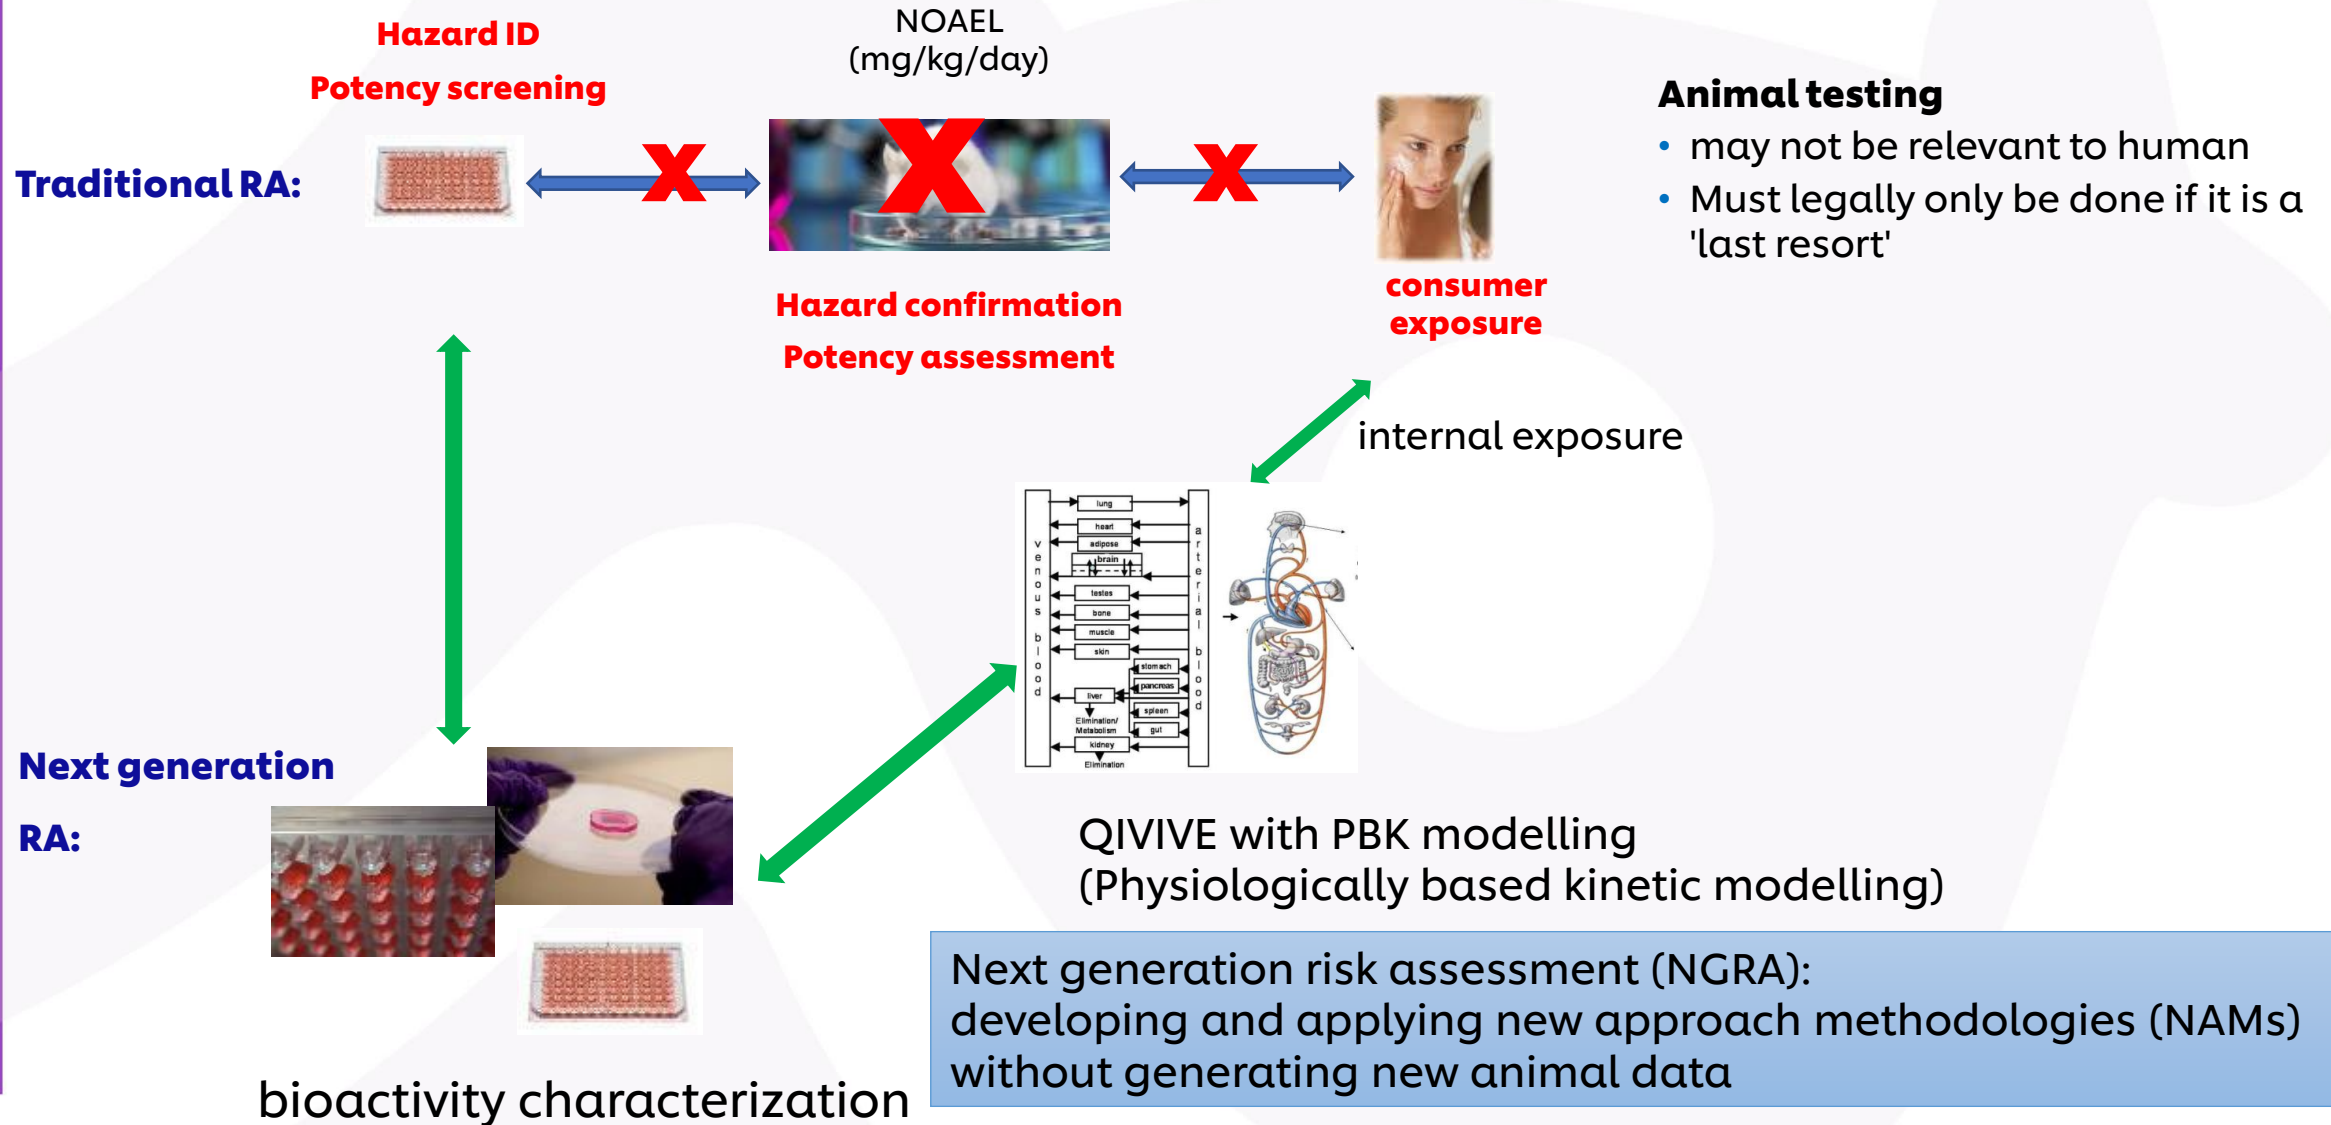 Hazard ID
Potency screening
NOAEL
(mg/kg/day)
Traditional RA:
X
X
X
Hazard confirmation
Potency assessment
consumer
exposure
Animal testing
• may not be relevant to human
• Must legally only be done if it is a
'last resort'
internal exposure
venous blood
arterial blood
lung
heart
adipose
brain
testes
bone
muscle
skin
stomach
pancreas
liver
spleen
Elimination/
Metabolism
gut
kidney
Elimination
Next generation
RA:
QIVIVE with PBK modelling
(Physiologically based kinetic modelling)
Next generation risk assessment (NGRA):
developing and applying new approach methodologies (NAMs)
without generating new animal data
bioactivity characterization